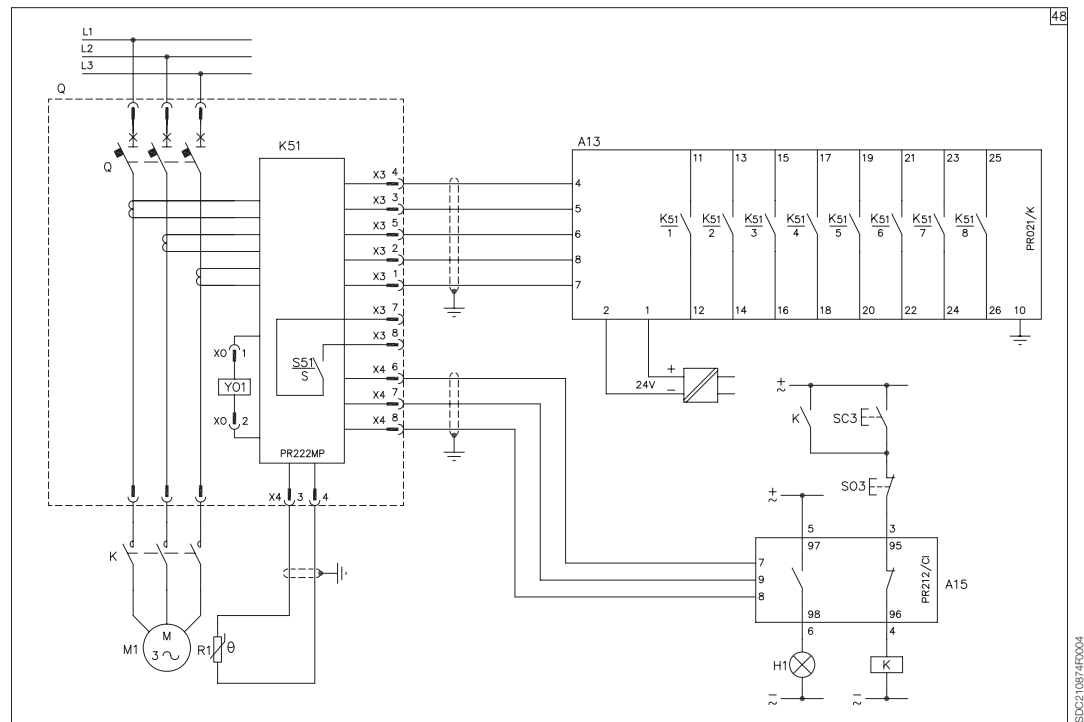 48
L1
L2
L3
Q
Q
K51
X3 4
X3 3
X3 5
X3 2
X3 1
X3 7
X3 8
X4 6
X4 7
X4 8
S51
S
X0 1
Y01
X0 2
PR222MP
X4 3 4
K
M1
M
3
R1 θ
A13
11 13 15 17 19 21 23 25
4
5
6
8
7
K51 K51 K51 K51 K51 K51 K51 K51
1 2 3 4 5 6 7 8
PR021/K
2 1 12 14 16 18 20 22 24 26 10
+
24V
−
K
SC3
SO3
5 3
97 95
7
9
8
PR212/CI
A15
98 96
6 4
H1
K
1SDC210874F0004